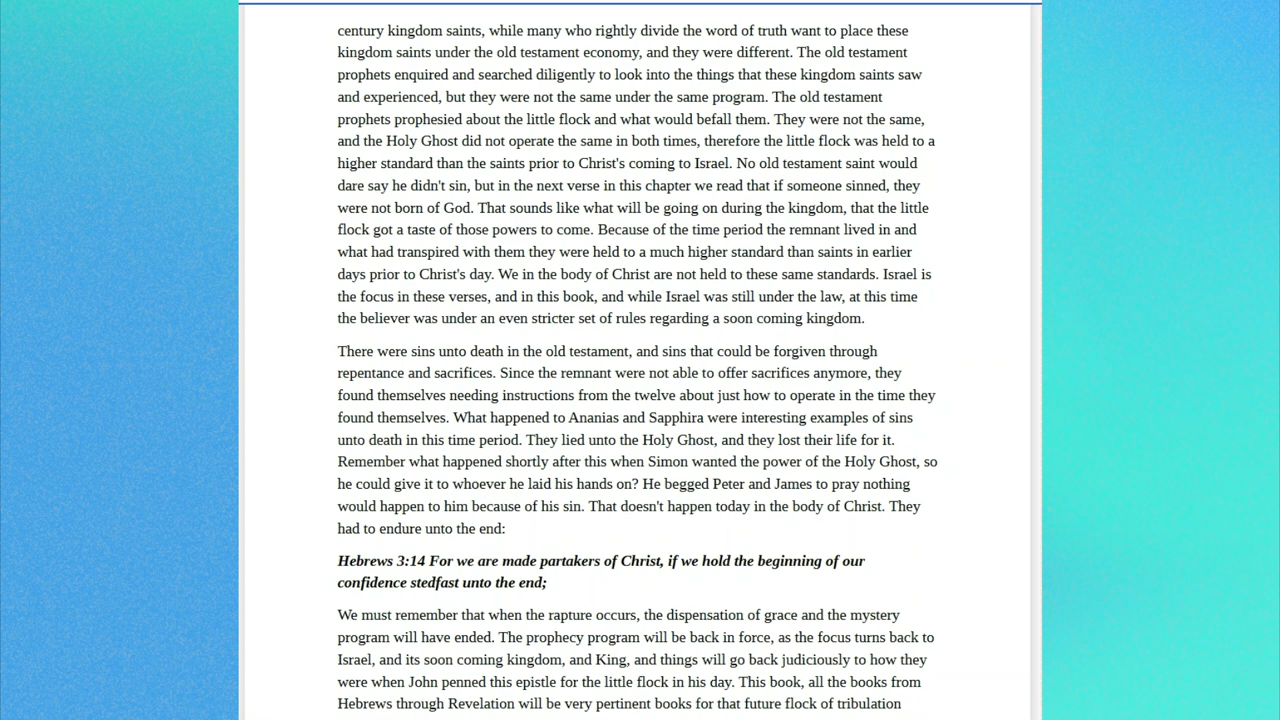 century kingdom saints, while many who rightly divide the word of truth want to place these
kingdom saints under the old testament economy, and they were different. The old testament
prophets enquired and searched diligently to look into the things that these kingdom saints saw
and experienced, but they were not the same under the same program. The old testament
prophets prophesied about the little flock and what would befall them. They were not the same,
and the Holy Ghost did not operate the same in both times, therefore the little flock was held to a
higher standard than the saints prior to Christ's coming to Israel. No old testament saint would
dare say he didn't sin, but in the next verse in this chapter we read that if someone sinned, they
were not born of God. That sounds like what will be going on during the kingdom, that the little
flock got a taste of those powers to come. Because of the time period the remnant lived in and
what had transpired with them they were held to a much higher standard than saints in earlier
days prior to Christ's day. We in the body of Christ are not held to these same standards. Israel is
the focus in these verses, and in this book, and while Israel was still under the law, at this time
the believer was under an even stricter set of rules regarding a soon coming kingdom.
There were sins unto death in the old testament, and sins that could be forgiven through
repentance and sacrifices. Since the remnant were not able to offer sacrifices anymore, they
found themselves needing instructions from the twelve about just how to operate in the time they
found themselves. What happened to Ananias and Sapphira were interesting examples of sins
unto death in this time period. They lied unto the Holy Ghost, and they lost their life for it.
Remember what happened shortly after this when Simon wanted the power of the Holy Ghost, so
he could give it to whoever he laid his hands on? He begged Peter and James to pray nothing
would happen to him because of his sin. That doesn't happen today in the body of Christ. They
had to endure unto the end:
Hebrews 3:14 For we are made partakers of Christ, if we hold the beginning of our
confidence stedfast unto the end;
We must remember that when the rapture occurs, the dispensation of grace and the mystery
program will have ended. The prophecy program will be back in force, as the focus turns back to
Israel, and its soon coming kingdom, and King, and things will go back judiciously to how they
were when John penned this epistle for the little flock in his day. This book, all the books from
Hebrews through Revelation will be very pertinent books for that future flock of tribulation